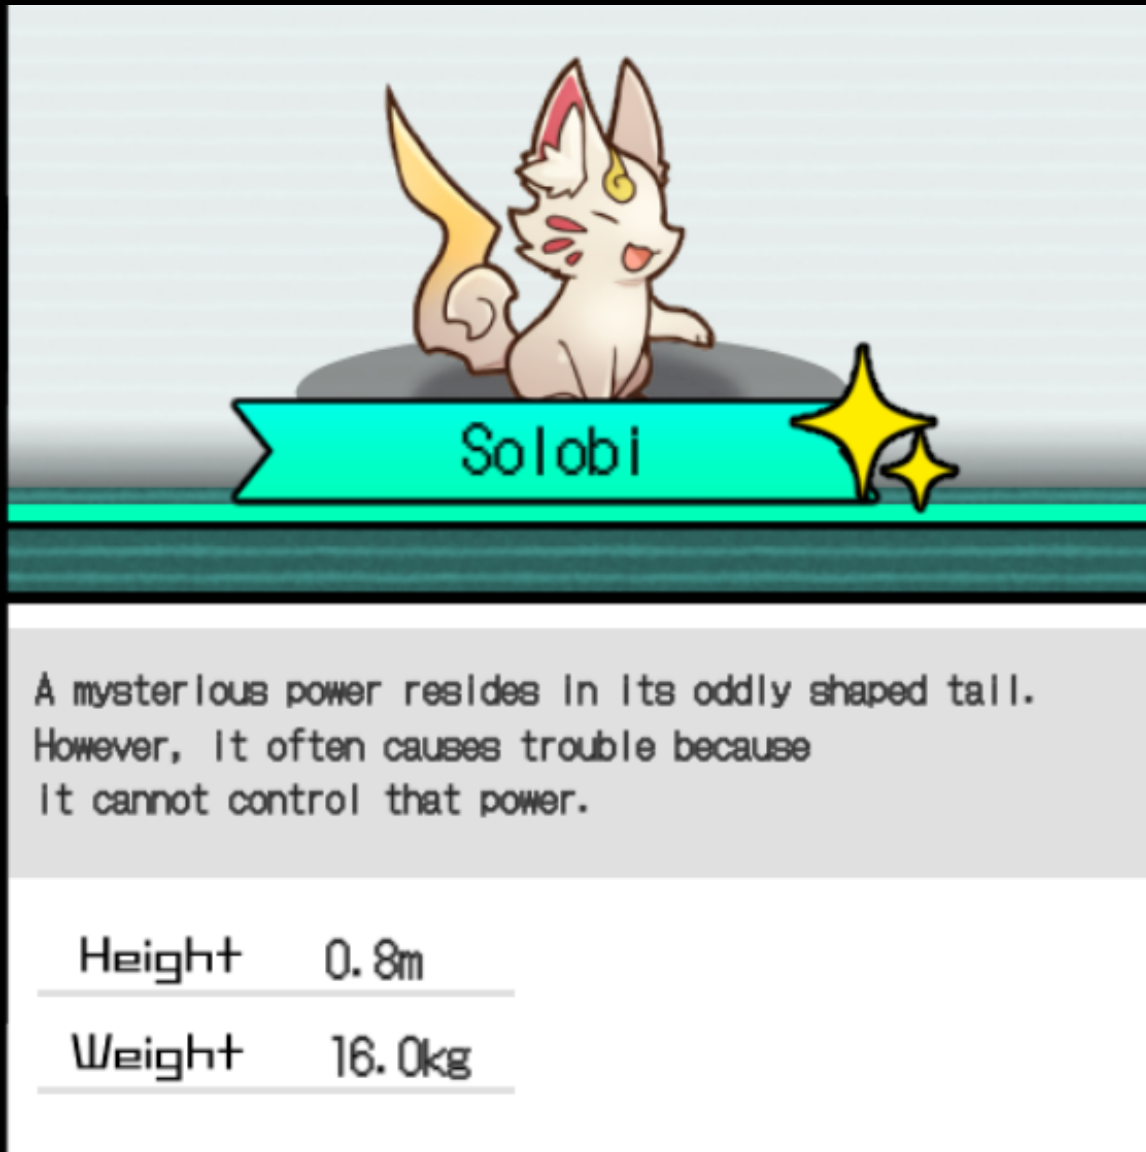 Solobi
A mysterious power resides in its oddly shaped tail.
However, it often causes trouble because
it cannot control that power.
Height 0.8m
Weight 16.0kg